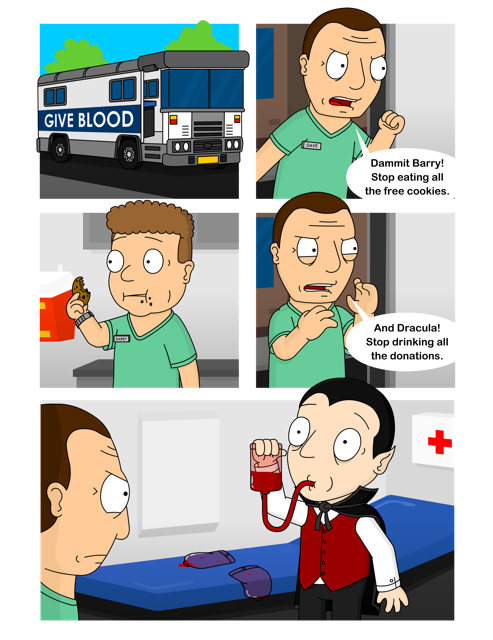 GIVE BLOOD
DAVE
Dammit Barry!
Stop eating all
the free cookies.
BARRY
And Dracula!
Stop drinking all
the donations.